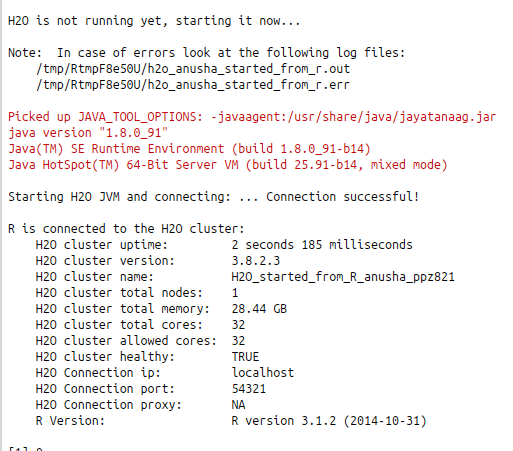 H2O is not running yet, starting it now...
Note:  In case of errors look at the following log files:
/tmp/RtmpF8e50U/h2o_anusha_started_from_r.out
/tmp/RtmpF8e50U/h2o_anusha_started_from_r.err
Picked up JAVA_TOOL_OPTIONS: -javaagent:/usr/share/java/jayatanaag.jar
java version "1.8.0_91"
Java(TM) SE Runtime Environment (build 1.8.0_91-b14)
Java HotSpot(TM) 64-Bit Server VM (build 25.91-b14, mixed mode)
Starting H2O JVM and connecting: ... Connection successful!
R is connected to the H2O cluster:
H2O cluster uptime:         2 seconds 185 milliseconds
H2O cluster version:        3.8.2.3
H2O cluster name:           H2O_started_from_R_anusha_ppz821
H2O cluster total nodes:    1
H2O cluster total memory:   28.44 GB
H2O cluster total cores:    32
H2O cluster allowed cores:  32
H2O cluster healthy:        TRUE
H2O Connection ip:          localhost
H2O Connection port:        54321
H2O Connection proxy:       NA
R Version:                  R version 3.1.2 (2014-10-31)